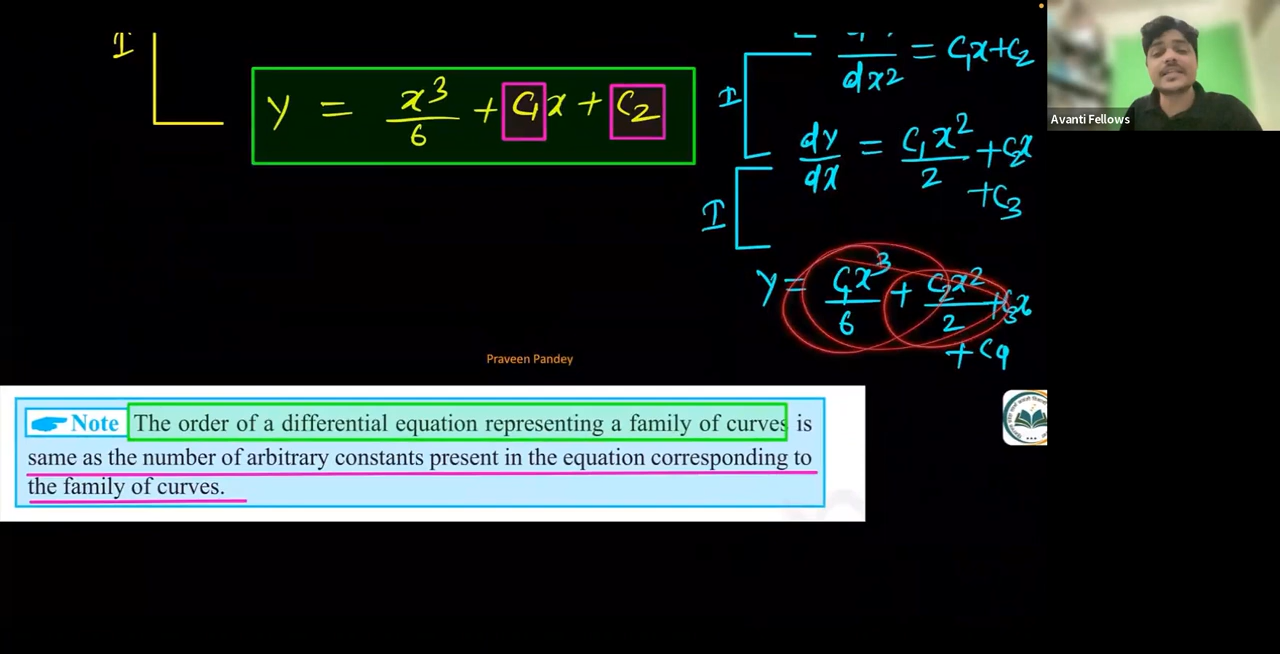 I
y = x³/6 + C₁x + C₂
dx² = C₁x+C₂
I
dy/dx = C₁x²/2 + C₂x
+C₃
I
y = C₁x³/6 + C₂x²/2 + C₃x
+ C₄
Avanti Fellows
Praveen Pandey
Note The order of a differential equation representing a family of curves is
same as the number of arbitrary constants present in the equation corresponding to
the family of curves.